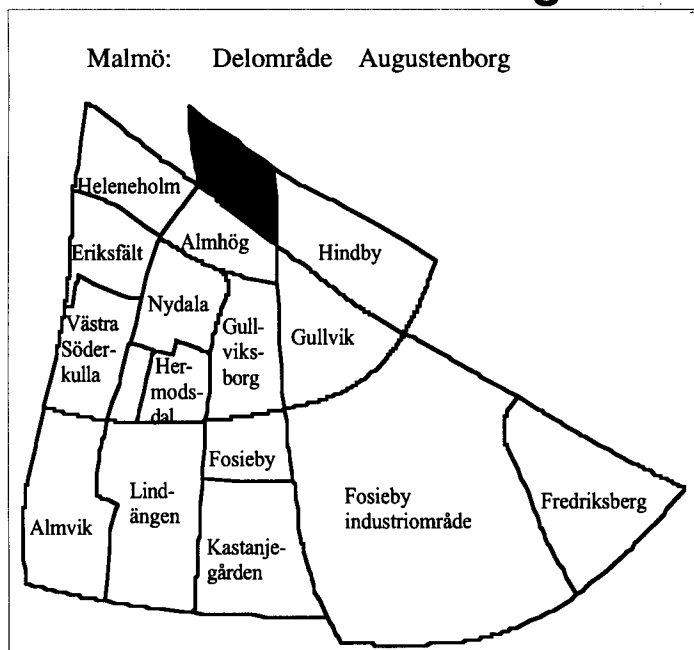 Malmö: Delområde Augustenborg
Heleneholm
Eriksfält
Almhög
Hindby
Nydala
Västra
Söder-
kulla
Gull-
viks-
borg
Gullvik
Her-
mods-
dal
Fosieby
Lind-
ängen
Almvik
Kastanje-
gården
Fosieby
industriområde
Fredriksberg